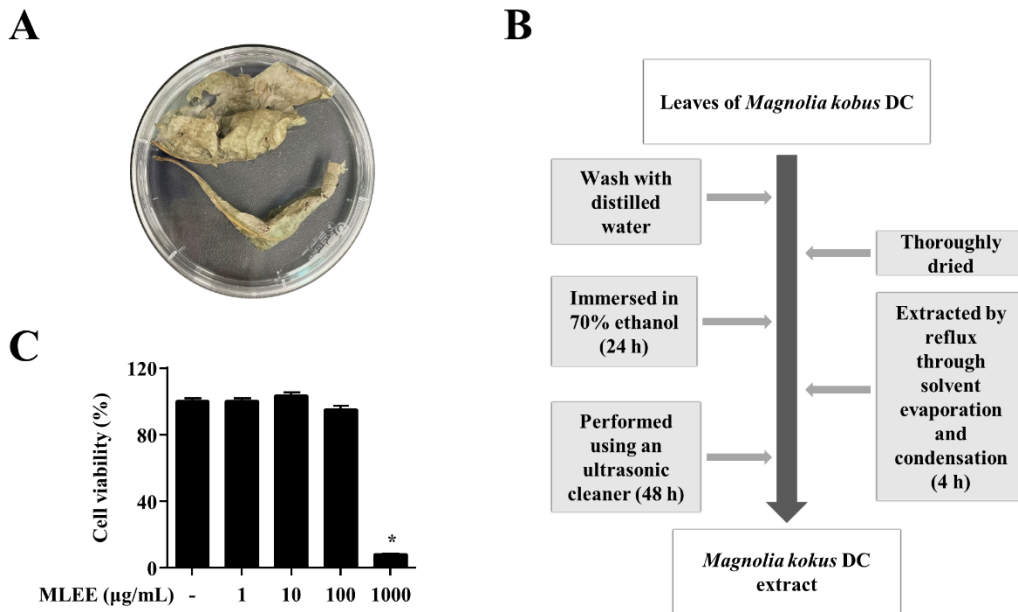 A
B
Leaves of Magnolia kobus DC
Wash with
distilled
water
Thoroughly
dried
Immersed in
70% ethanol
(24 h)
Extracted by
reflux
through
solvent
evaporation
and
condensation
(4 h)
Performed
using an
ultrasonic
cleaner (48 h)
Magnolia kokus DC
extract
C
Cell viability (%)
120
80
40
0
*
MLEE (μg/mL) - 1 10 100 1000